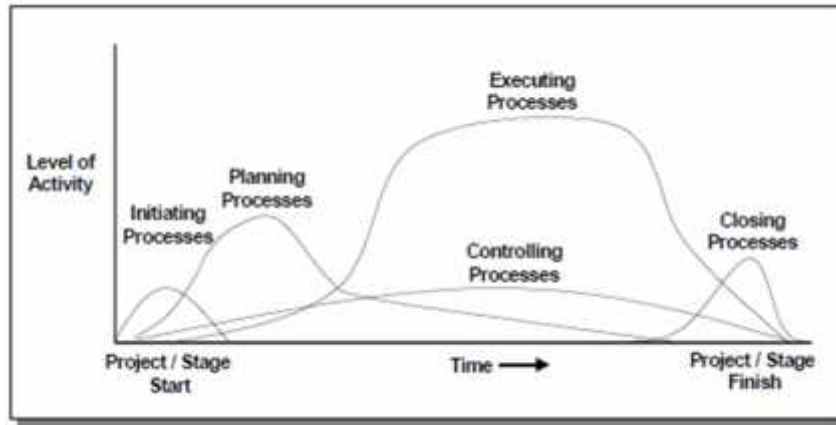 Executing
Processes
Level of
Activity
Planning
Processes
Initiating
Processes
Closing
Processes
Controlling
Processes
Project / Stage
Start
Time
Project / Stage
Finish